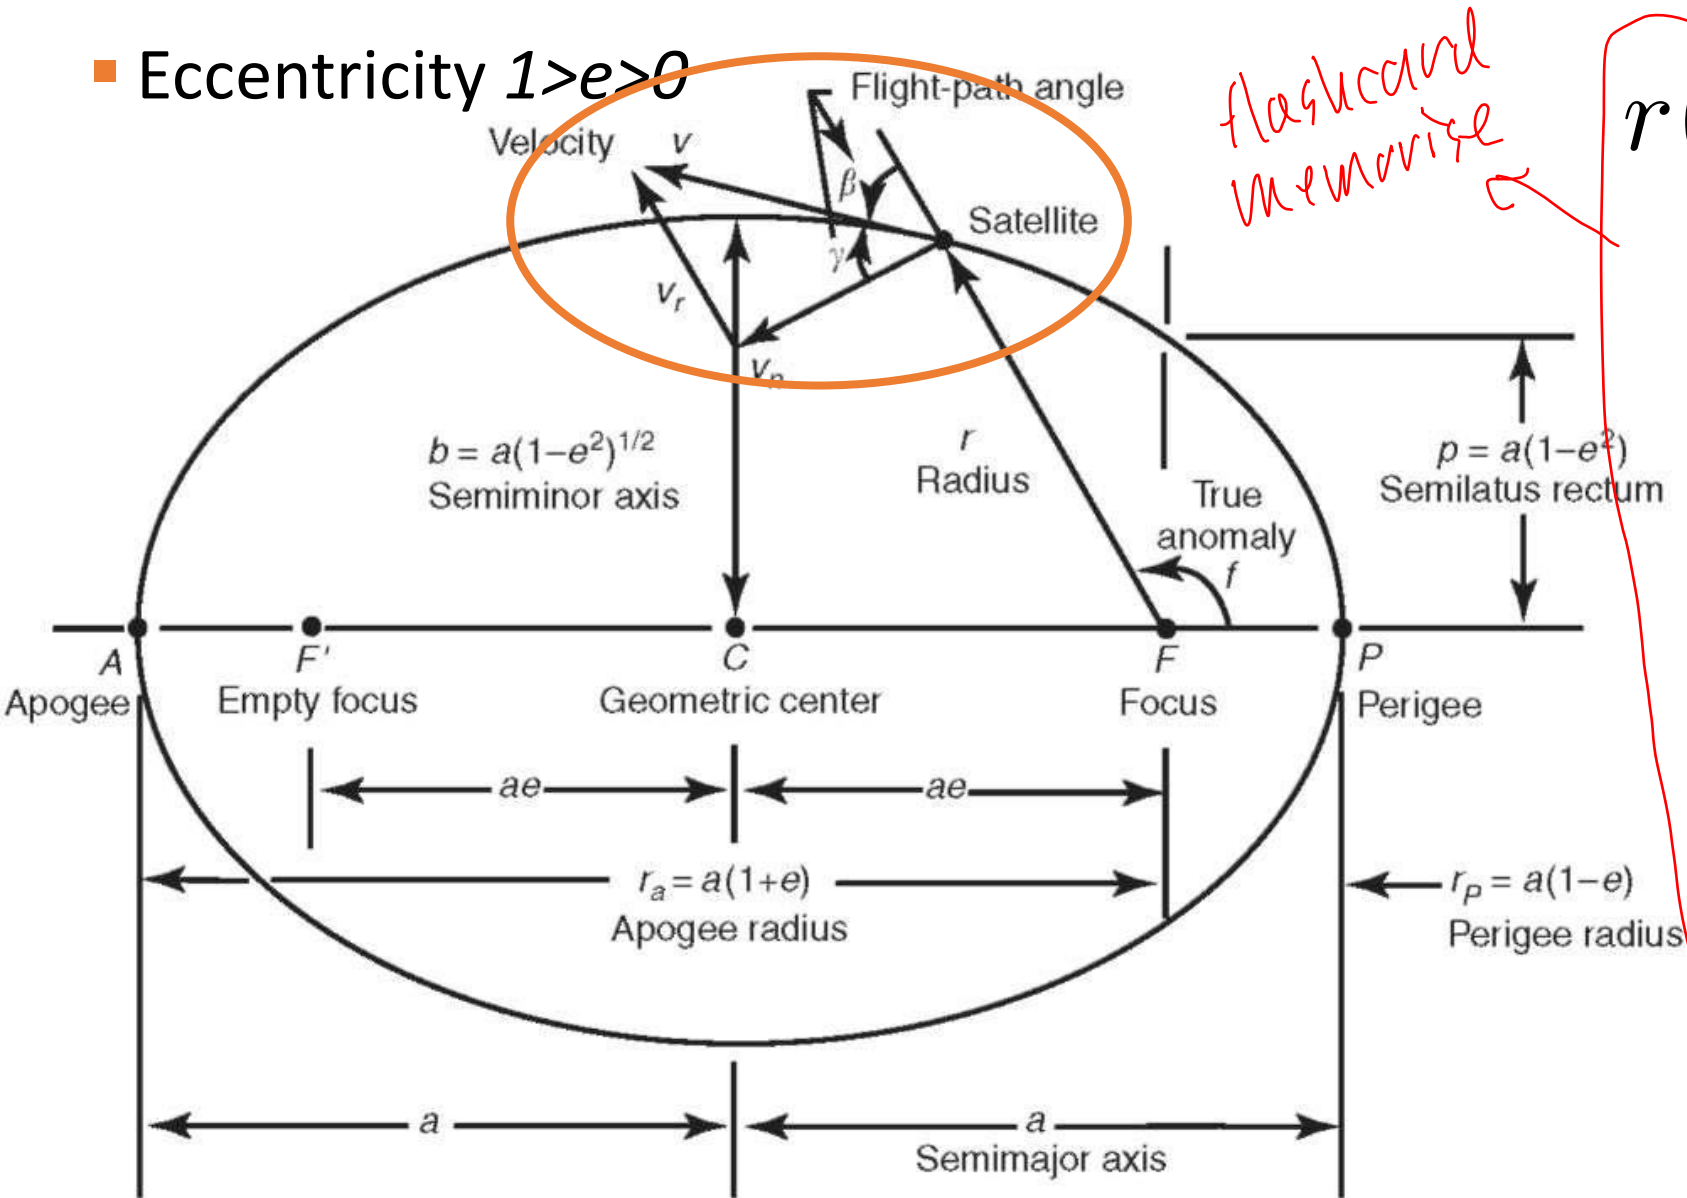 ▪ Eccentricity 1>e>0
flashcard
memorise
r(
Flight-path angle
Velocity
v
β
Satellite
γ
v_r
v_n
b = a(1–e²)^1/2
Semiminor axis
r
Radius
True
anomaly
f
p = a(1–e²)
Semilatus rectum
A
Apogee
F'
Empty focus
C
Geometric center
F
Focus
P
Perigee
ae
ae
r_a = a(1+e)
Apogee radius
r_p = a(1–e)
Perigee radius
a
a
Semimajor axis